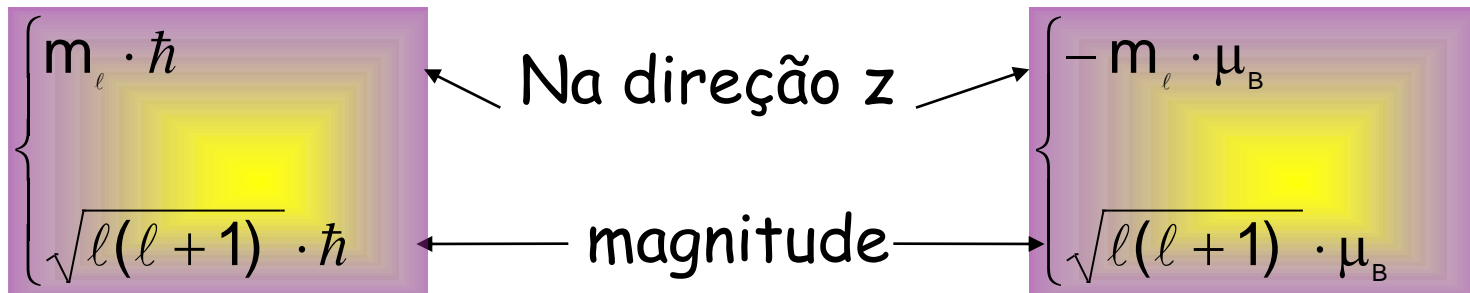 m_ℓ · ħ
Na direção z
− m_ℓ · μ_B
√ℓ(ℓ + 1) · ħ
magnitude
√ℓ(ℓ + 1) · μ_B